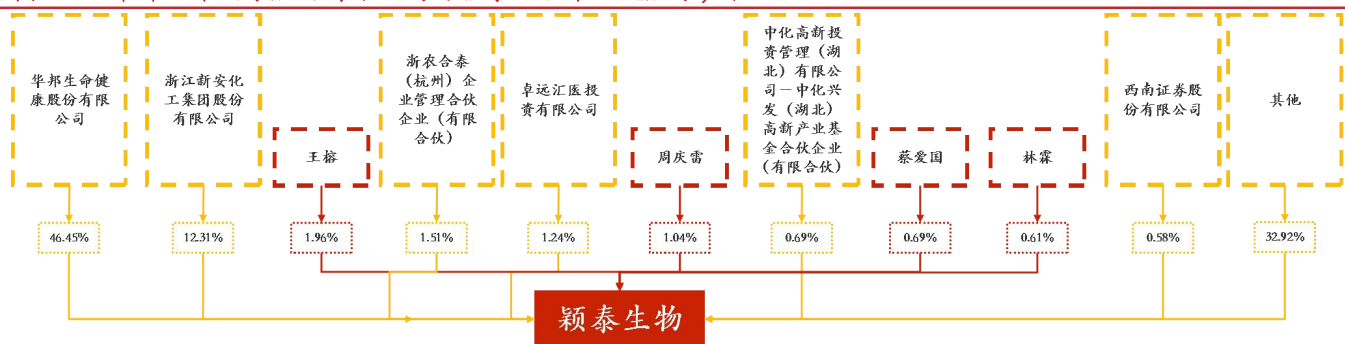 华邦生命健
康股份有限
公司
浙江新安化
工集团股份
有限公司
王榕
浙农合泰
（杭州）企
业管理合伙
企业（有限
合伙）
卓远汇医投
资有限公司
周庆雷
中化高新投
资管理（湖
北）有限公
司－中化兴
发（湖北）
高新产业基
金合伙企业
（有限合伙）
蔡爱国
林霖
西南证券股
份有限公司
其他
46.45%
12.31%
1.96%
1.51%
1.24%
1.04%
0.69%
0.69%
0.61%
0.58%
32.92%
颖泰生物